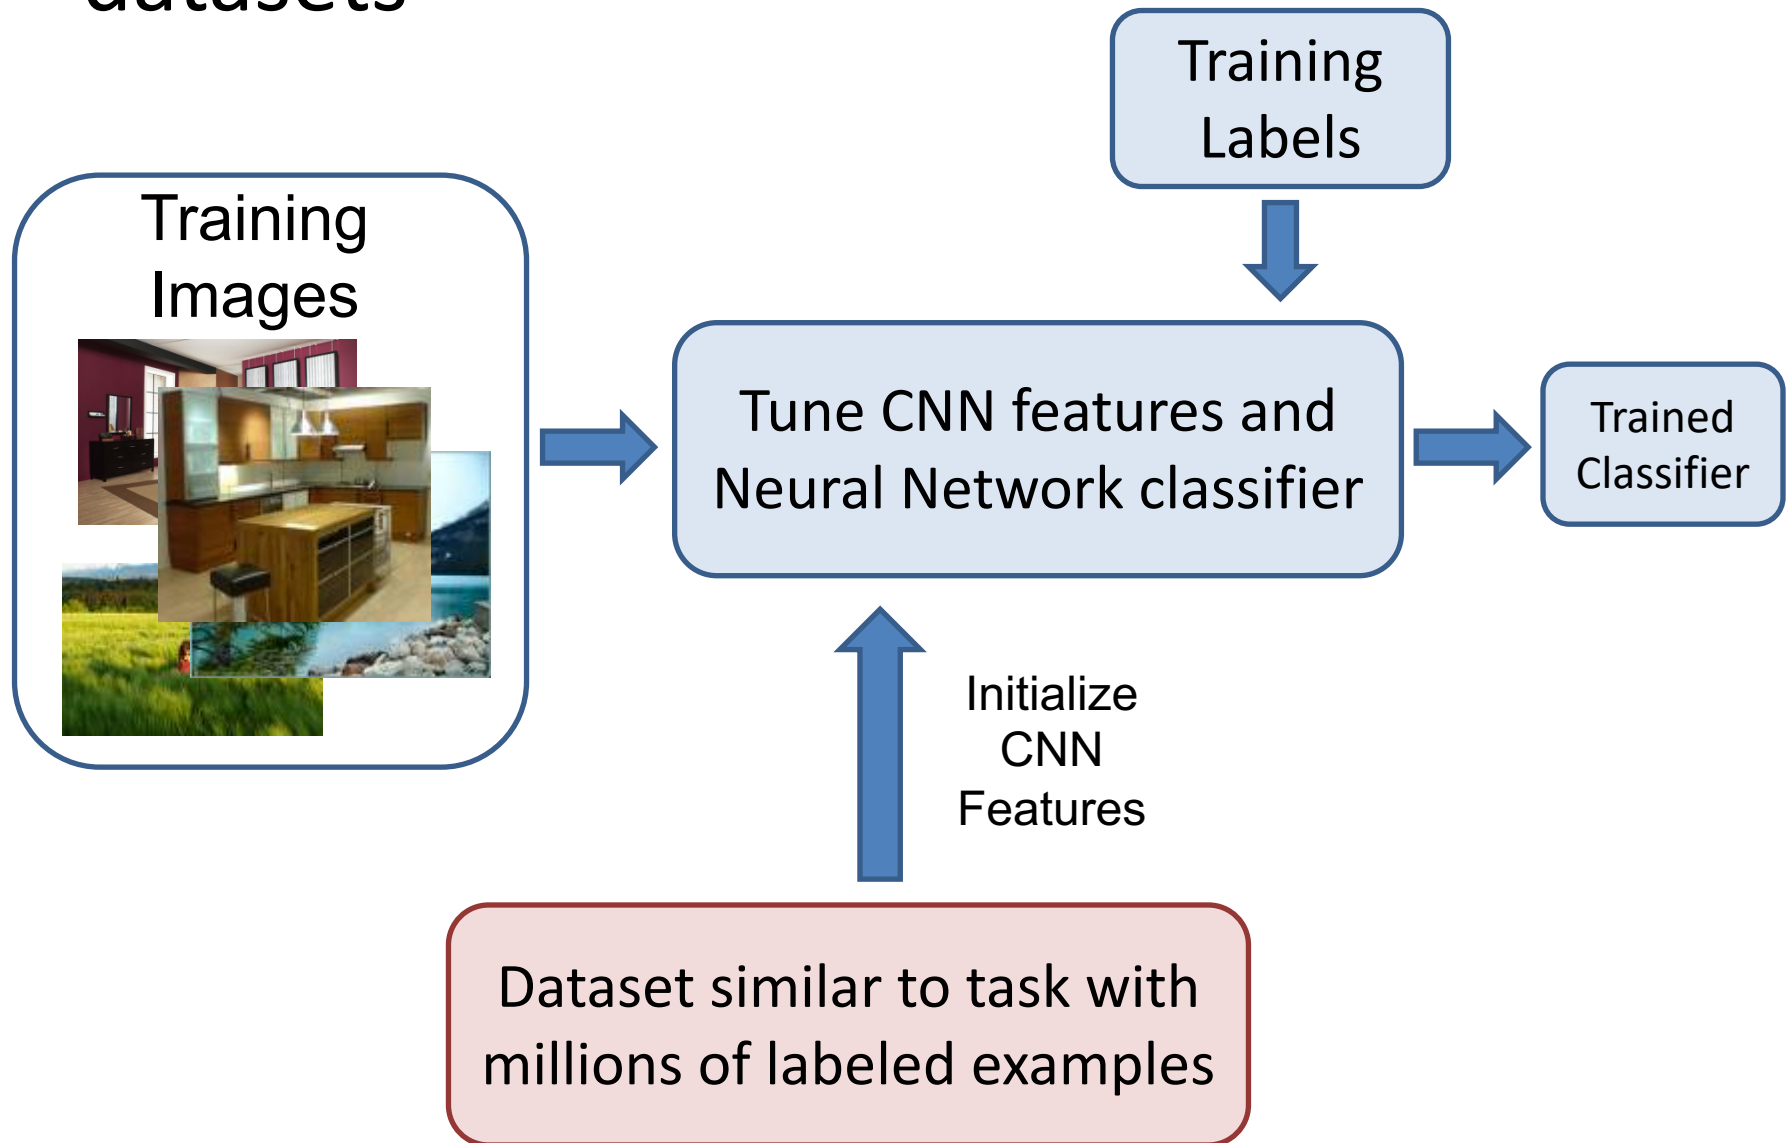 datasets
Training
Labels
Training
Images
Tune CNN features and
Neural Network classifier
Trained
Classifier
Initialize
CNN
Features
Dataset similar to task with
millions of labeled examples